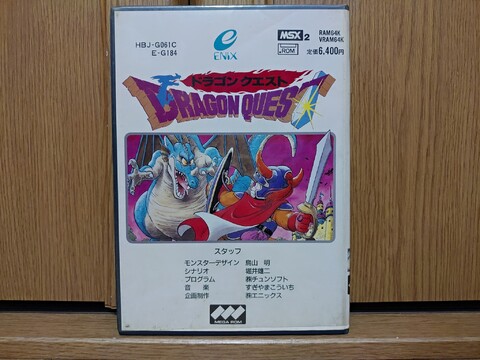 HBJ-G061C
E-G184
e
ENIX
MSX 2
ROM
RAM64K
VRAM64K
定価6,400円
ドラゴンクエスト
DRAGON QUEST
スタッフ
モンスターデザイン 鳥山 明
シナリオ 堀井雄二
プログラム ㈱チュンソフト
音 楽 すぎやまこういち
企画制作 ㈱エニックス
MEGA ROM